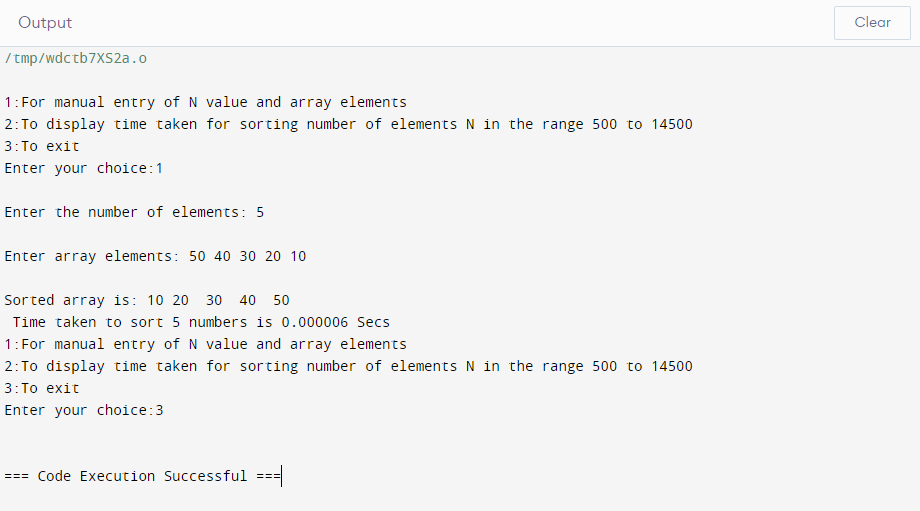 Output
Clear
/tmp/wdctb7XS2a.o
1:For manual entry of N value and array elements
2:To display time taken for sorting number of elements N in the range 500 to 14500
3:To exit
Enter your choice:1
Enter the number of elements: 5
Enter array elements: 50 40 30 20 10
Sorted array is: 10 20  30  40  50
 Time taken to sort 5 numbers is 0.000006 Secs
1:For manual entry of N value and array elements
2:To display time taken for sorting number of elements N in the range 500 to 14500
3:To exit
Enter your choice:3
=== Code Execution Successful ===